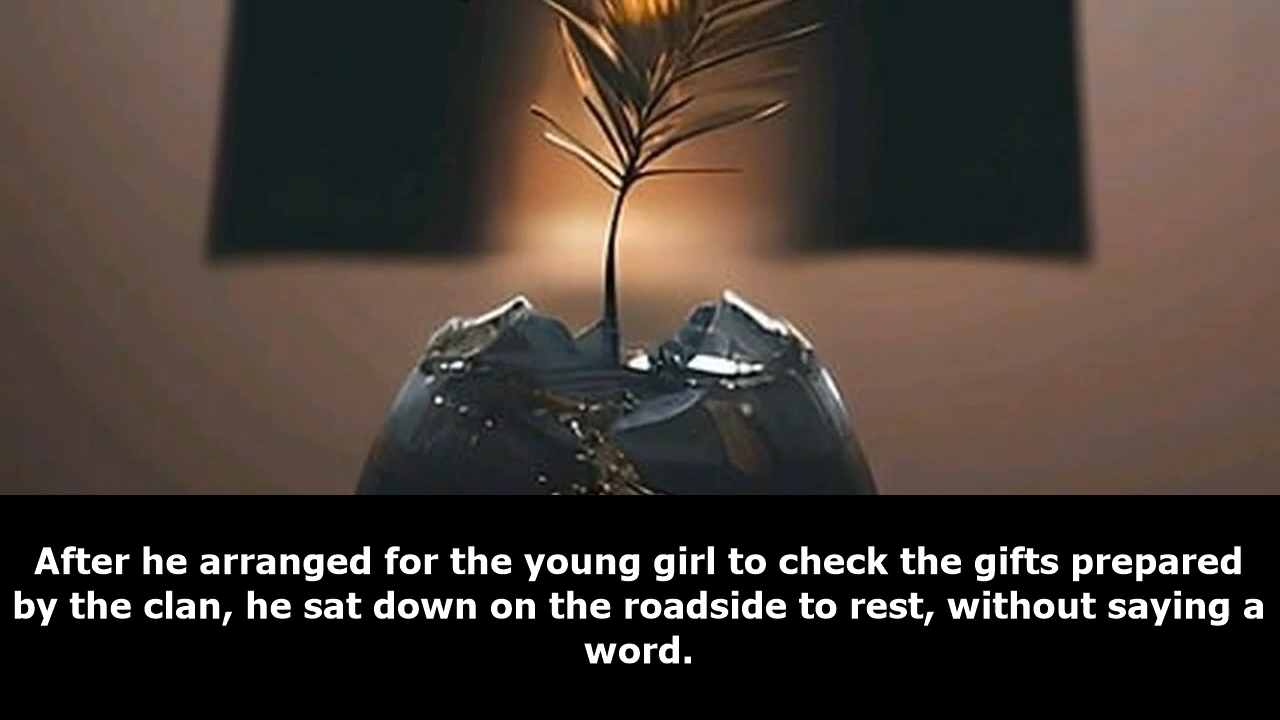 After he arranged for the young girl to check the gifts prepared
by the clan, he sat down on the roadside to rest, without saying a
word.